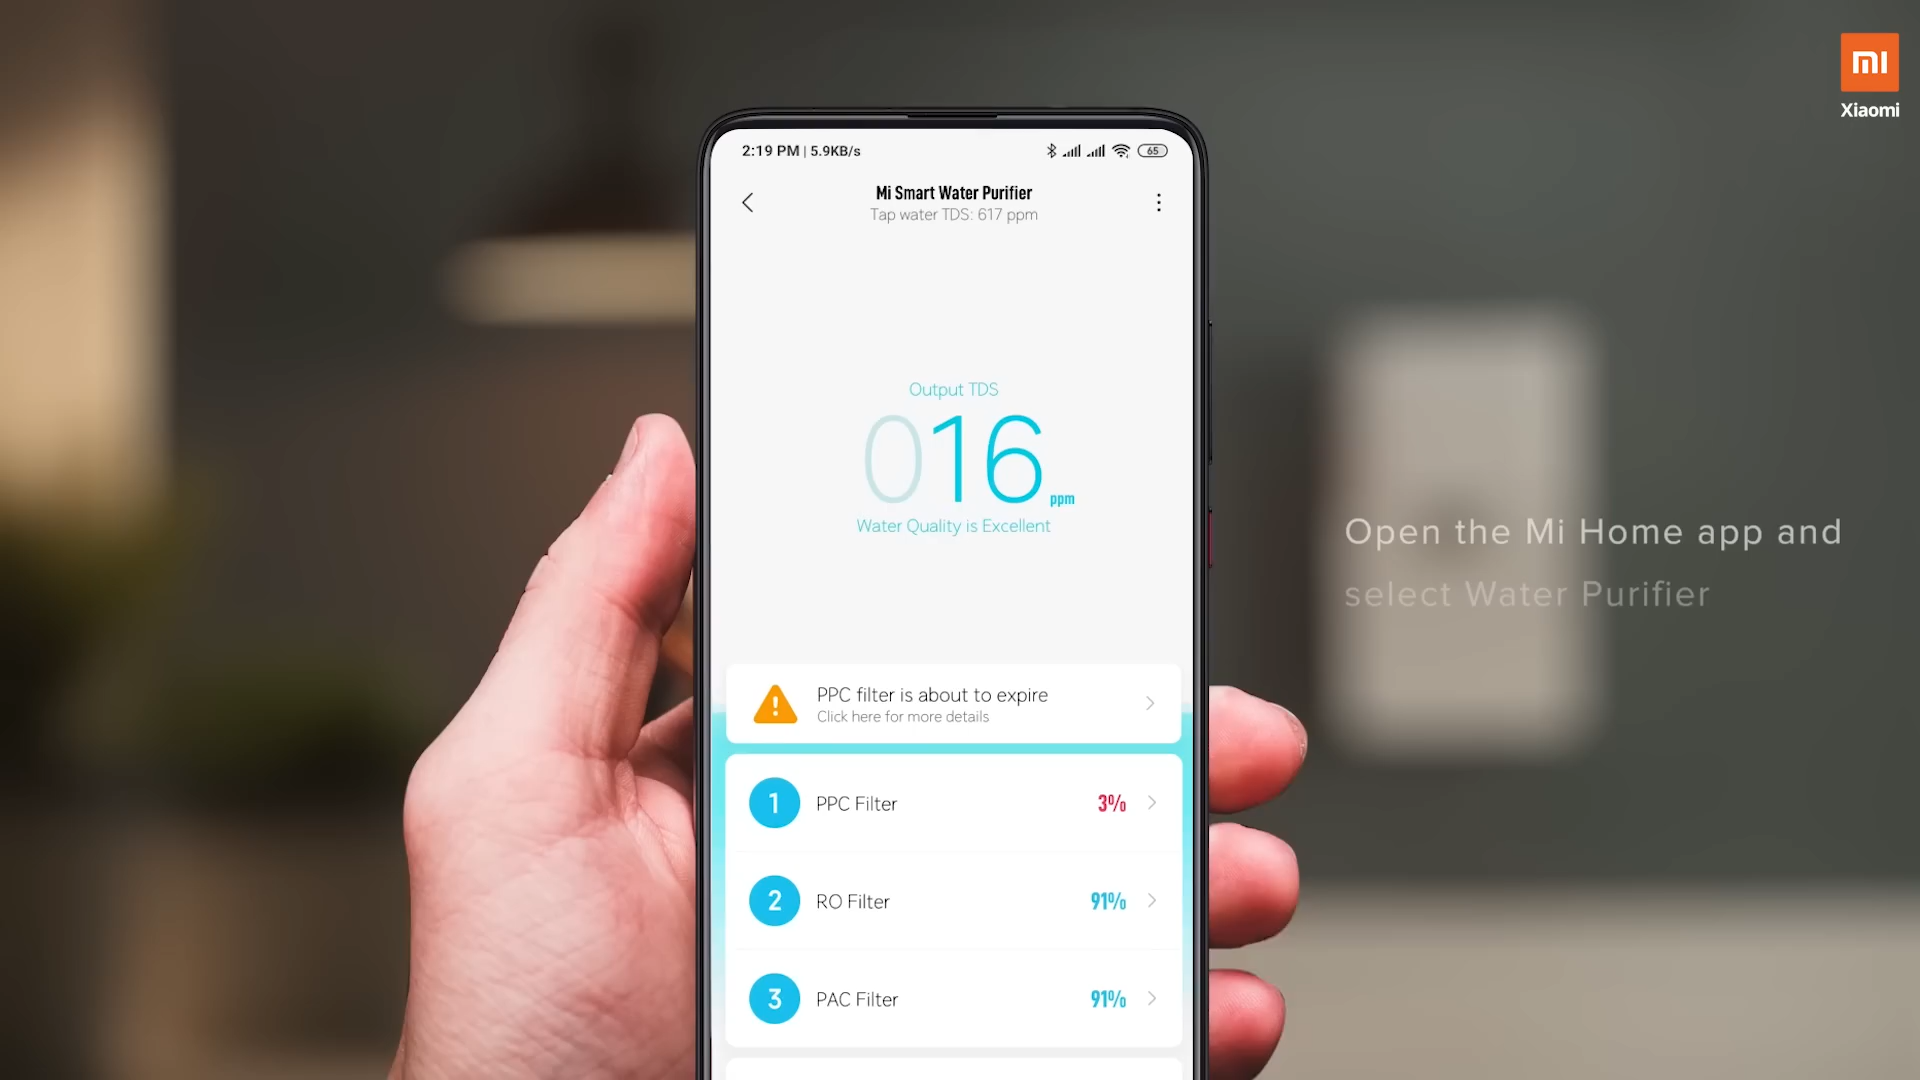 mi
Xiaomi
2:19 PM | 5.9KB/s
65
Mi Smart Water Purifier
Tap water TDS: 617 ppm
Output TDS
016 ppm
Water Quality is Excellent
Open the Mi Home app and
select Water Purifier
PPC filter is about to expire
Click here for more details
1 PPC Filter 3%
2 RO Filter 91%
3 PAC Filter 91%